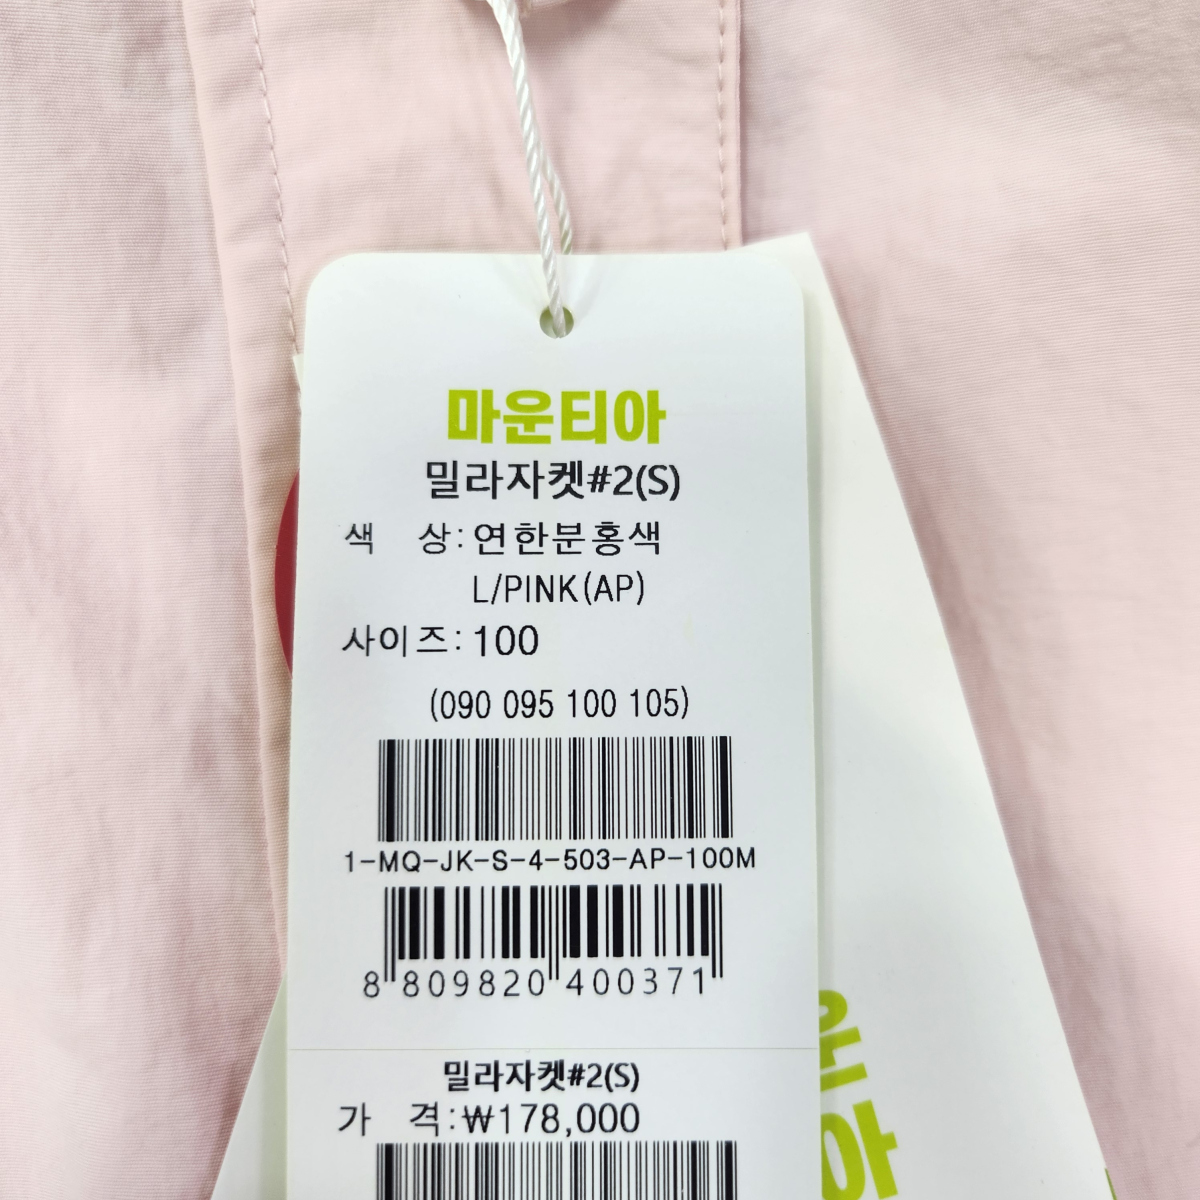 마운티아
밀라자켓#2(S)
색 상:연한분홍색
L/PINK(AP)
사이즈:100
(090 095 100 105)
1-MQ-JK-S-4-503-AP-100M
8 809820 400371
밀라자켓#2(S)
가 격:₩178,000
운
아